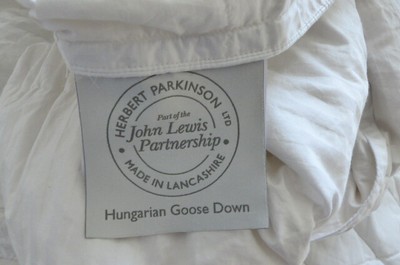 HERBERT PARKINSON LTD
Part of the
John Lewis
Partnership
• MADE IN LANCASHIRE •
Hungarian Goose Down